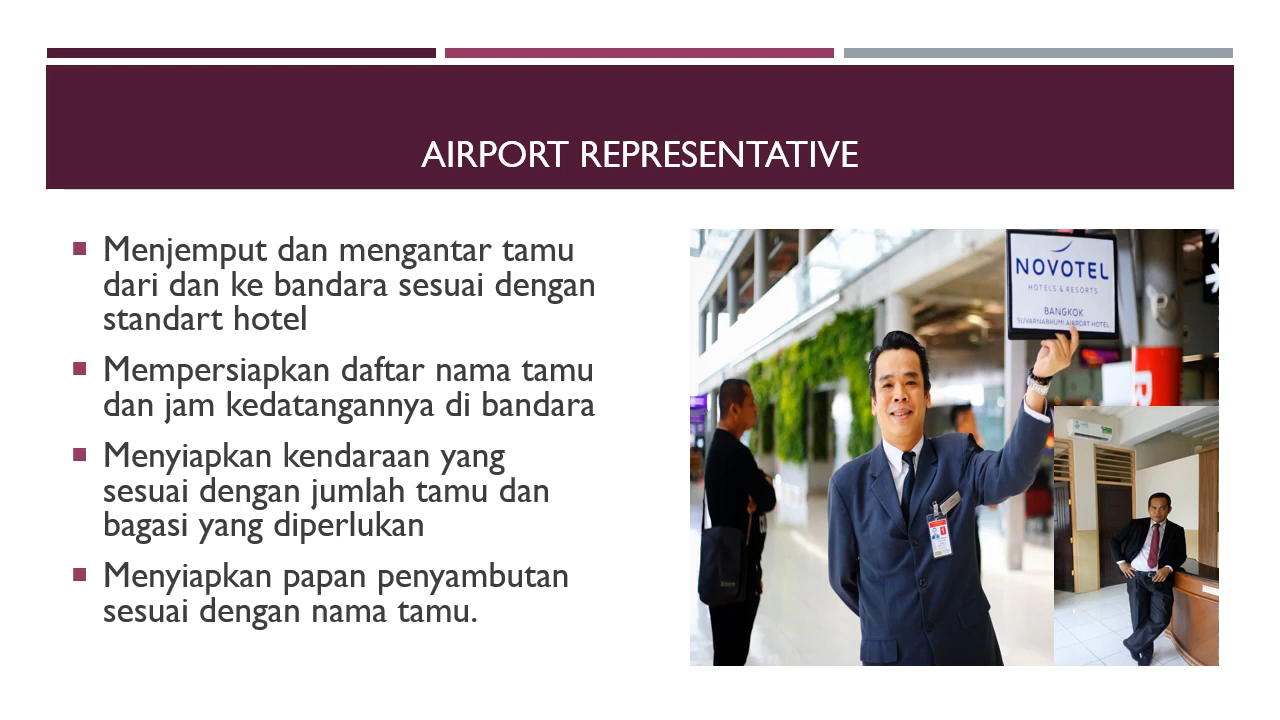 AIRPORT REPRESENTATIVE
Menjemput dan mengantar tamu
dari dan ke bandara sesuai dengan
standart hotel
Mempersiapkan daftar nama tamu
dan jam kedatangannya di bandara
Menyiapkan kendaraan yang
sesuai dengan jumlah tamu dan
bagasi yang diperlukan
Menyiapkan papan penyambutan
sesuai dengan nama tamu.
NOVOTEL
HOTELS & RESORTS
BANGKOK
SUVARNABHUMI AIRPORT HOTEL